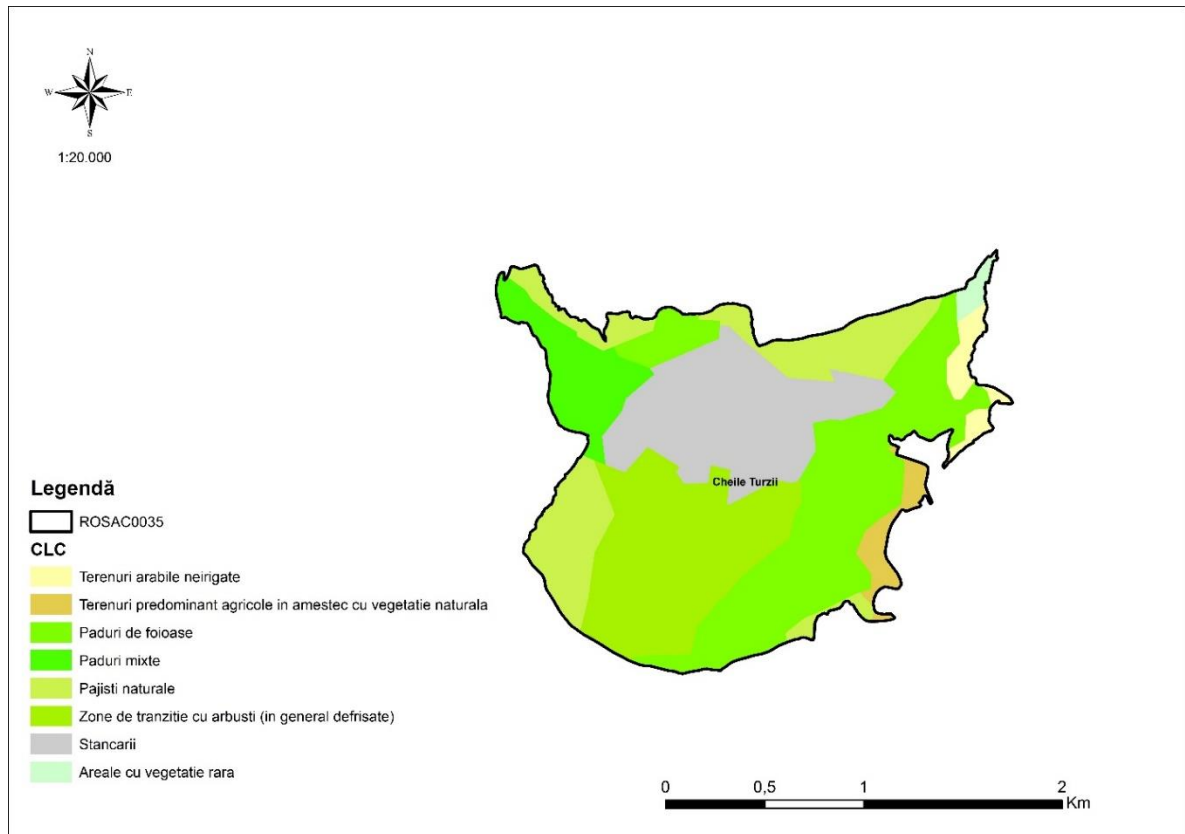 N
W E
S
1:20.000
Cheile Turzii
Legendă
ROSAC0035
CLC
Terenuri arabile neirigate
Terenuri predominant agricole in amestec cu vegetatie naturala
Paduri de foioase
Paduri mixte
Pajisti naturale
Zone de tranzitie cu arbusti (in general defrisate)
Stancarii
Areale cu vegetatie rara
0 0,5 1 2
Km